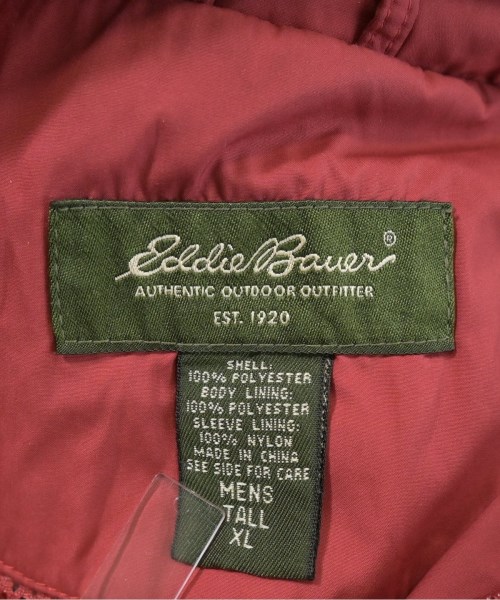 Eddie Bauer®
AUTHENTIC OUTDOOR OUTFITTER
EST. 1920
SHELL:
100% POLYESTER
BODY LINING:
100% POLYESTER
SLEEVE LINING:
100% NYLON
MADE IN CHINA
SEE SIDE FOR CARE
MENS
TALL
XL